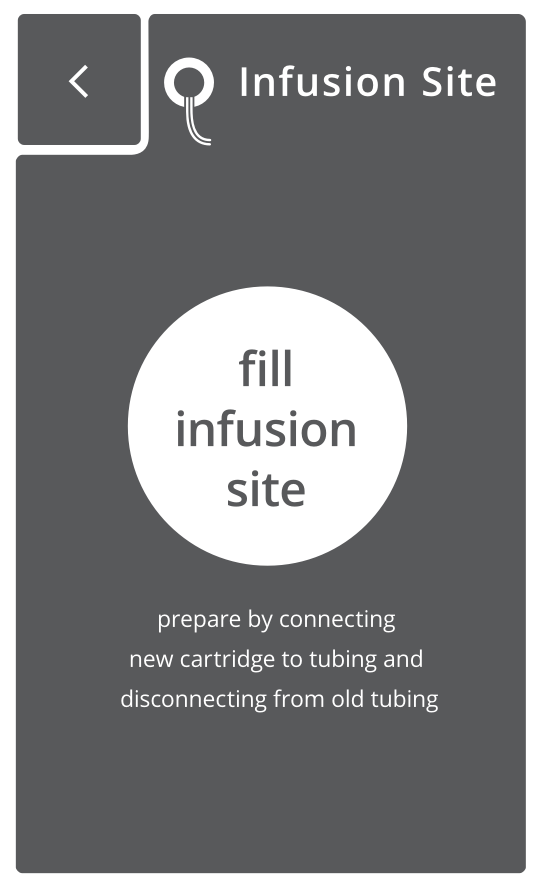 Infusion Site
fill
infusion
site
prepare by connecting
new cartridge to tubing and
disconnecting from old tubing